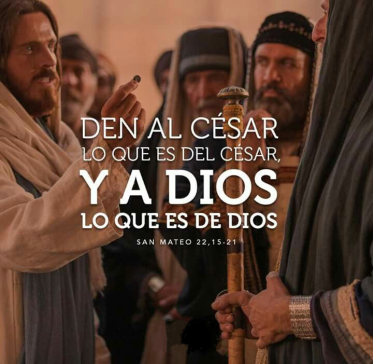 DEN AL CÉSAR
LO QUE ES DEL CÉSAR,
Y A DIOS
LO QUE ES DE DIOS
SAN MATEO 22,15-21